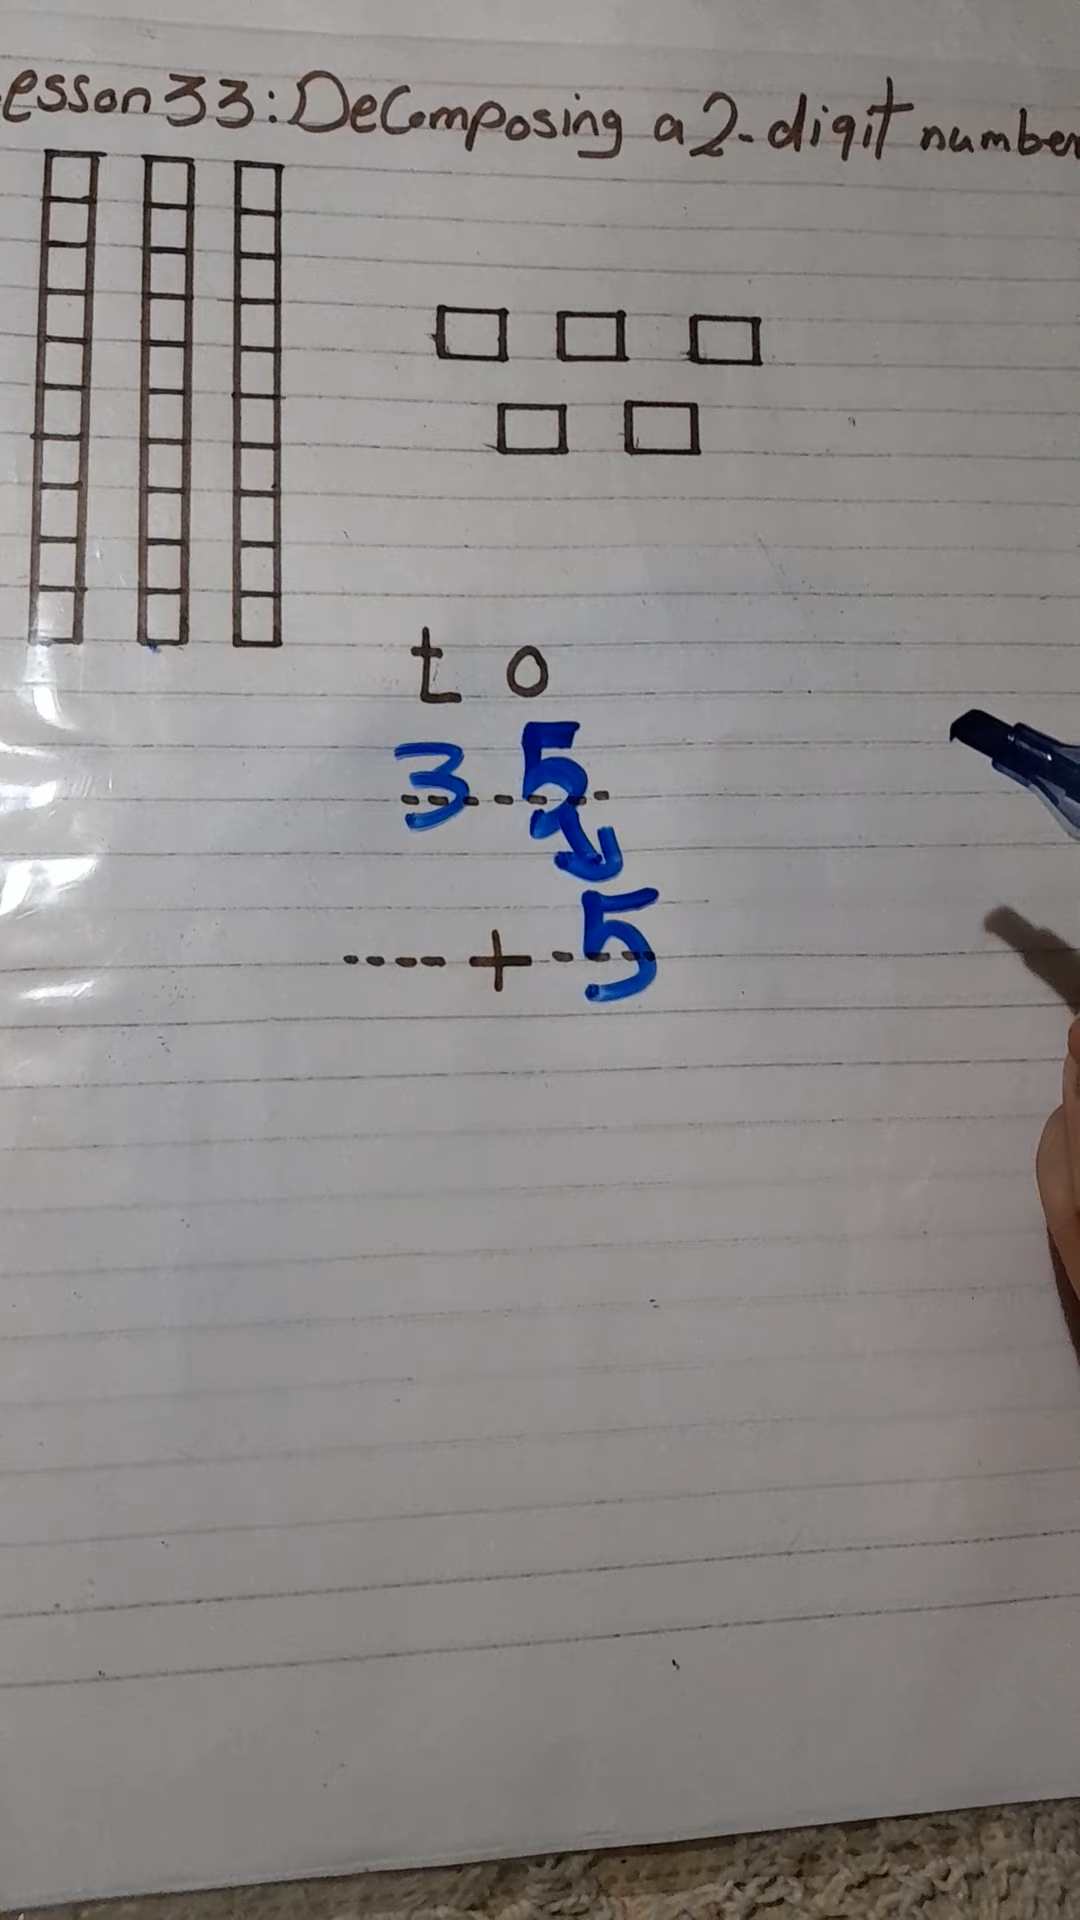 esson 33: Decomposing a 2-digit number
t o
3 5
---- + 5